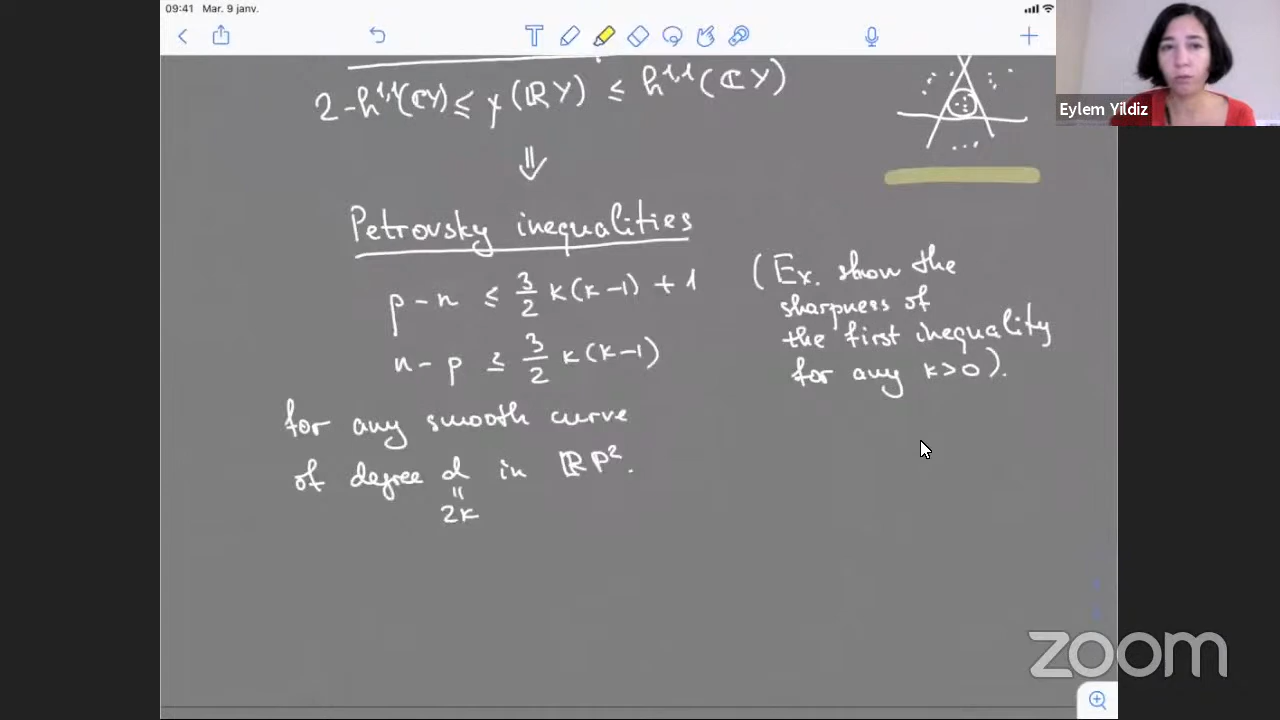 09:41 Mar. 9 janv.
2-h^{1,1}(ℂY) ≤ χ(ℝY) ≤ h^{1,1}(ℂY)
⇓
Petrovsky inequalities
p - n ≤ 3/2 k(k-1) + 1
n - p ≥ 3/2 k(k-1)
for any smooth curve
of degree d in ℝP².
=
2k
(Ex. show the
sharpness of
the first inequality
for any k>0).
Eylem Yildiz
zoom